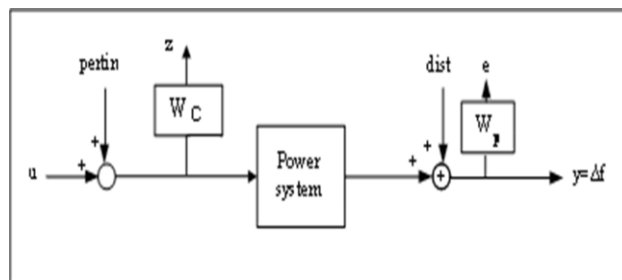 z
pertin
dist
e
W C
W p
+
+
+
+
+
u
Power
system
y=Δf